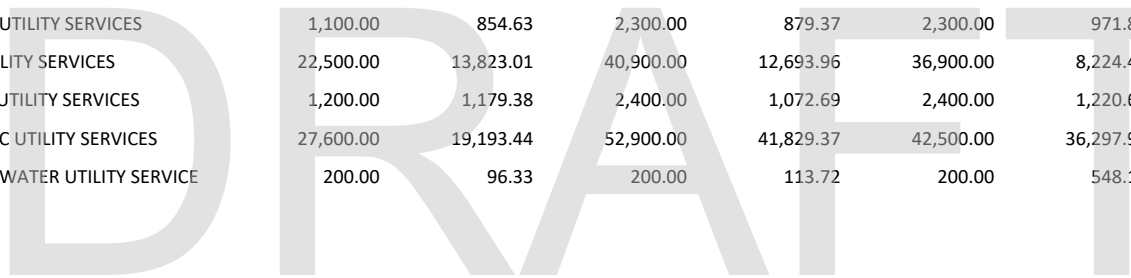 UTILITY SERVICES 1,100.00 854.63 2,300.00 879.37 2,300.00 971.8
LITY SERVICES 22,500.00 13,823.01 40,900.00 12,693.96 36,900.00 8,224.4
UTILITY SERVICES 1,200.00 1,179.38 2,400.00 1,072.69 2,400.00 1,220.6
C UTILITY SERVICES 27,600.00 19,193.44 52,900.00 41,829.37 42,500.00 36,297.9
WATER UTILITY SERVICE 200.00 96.33 200.00 113.72 200.00 548.1
DRAFT